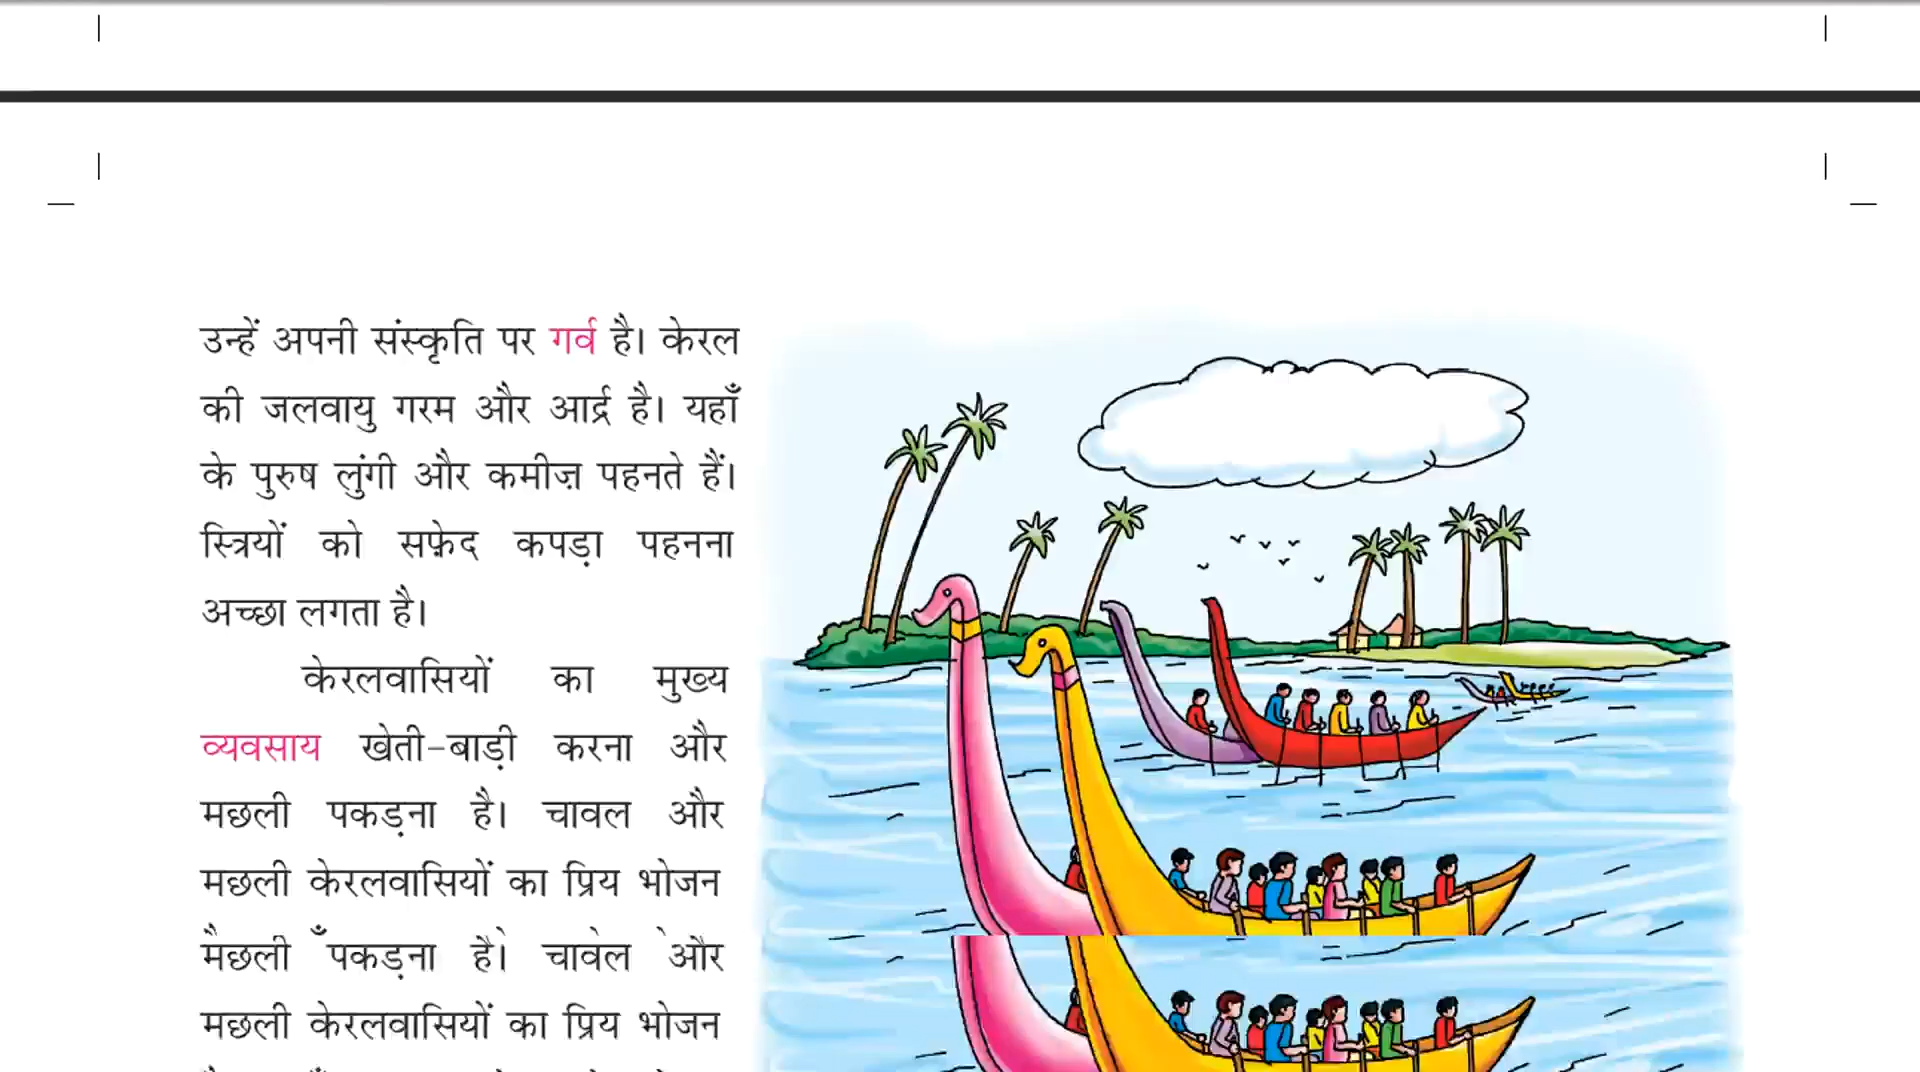 उन्हें अपनी संस्कृति पर गर्व है। केरल
की जलवायु गरम और आर्द्र है। यहाँ
के पुरुष लुंगी और कमीज़ पहनते हैं।
स्त्रियों को सफ़ेद कपड़ा पहनना
अच्छा लगता है।
केरलवासियों का मुख्य
व्यवसाय खेती-बाड़ी करना और
मछली पकड़ना है। चावल और
मछली केरलवासियों का प्रिय भोजन
मछली पकड़ना है। चावल और
मछली केरलवासियों का प्रिय भोजन